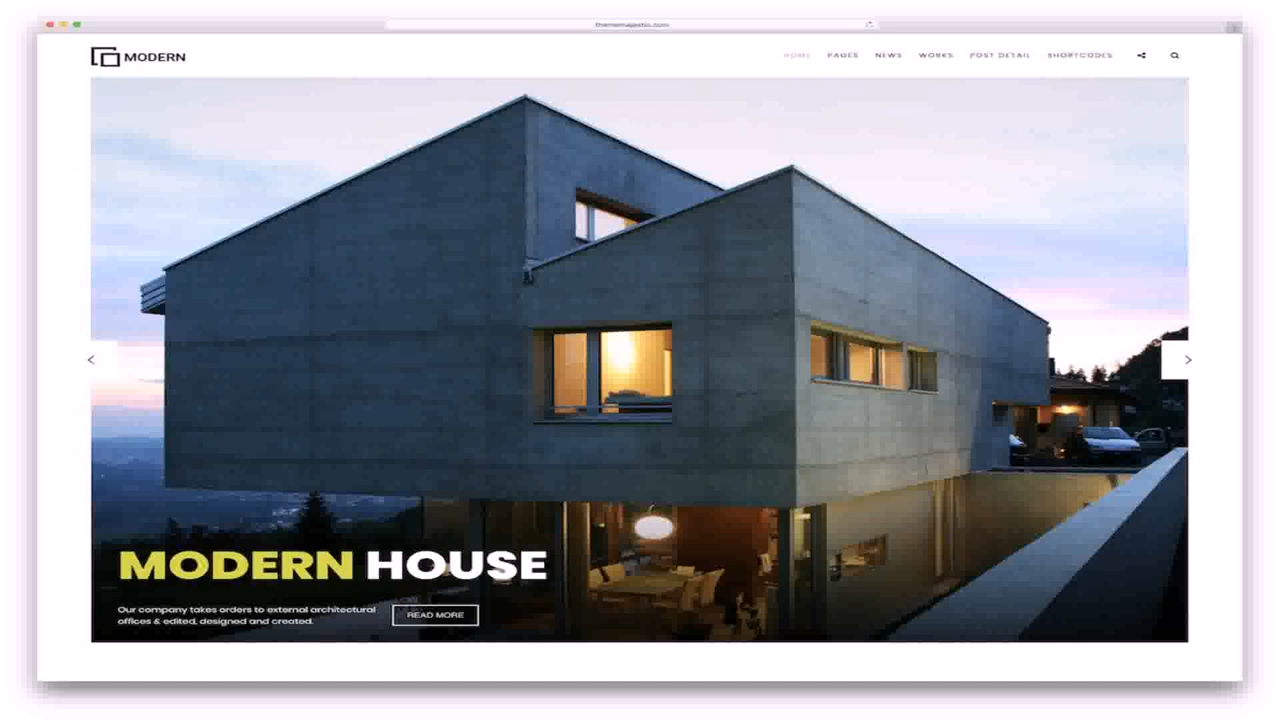 thememajestic.com
MODERN
HOME PAGES NEWS WORKS POST DETAIL SHORTCODES
MODERN HOUSE
Our company takes orders to external architectural
offices & edited, designed and created.
READ MORE